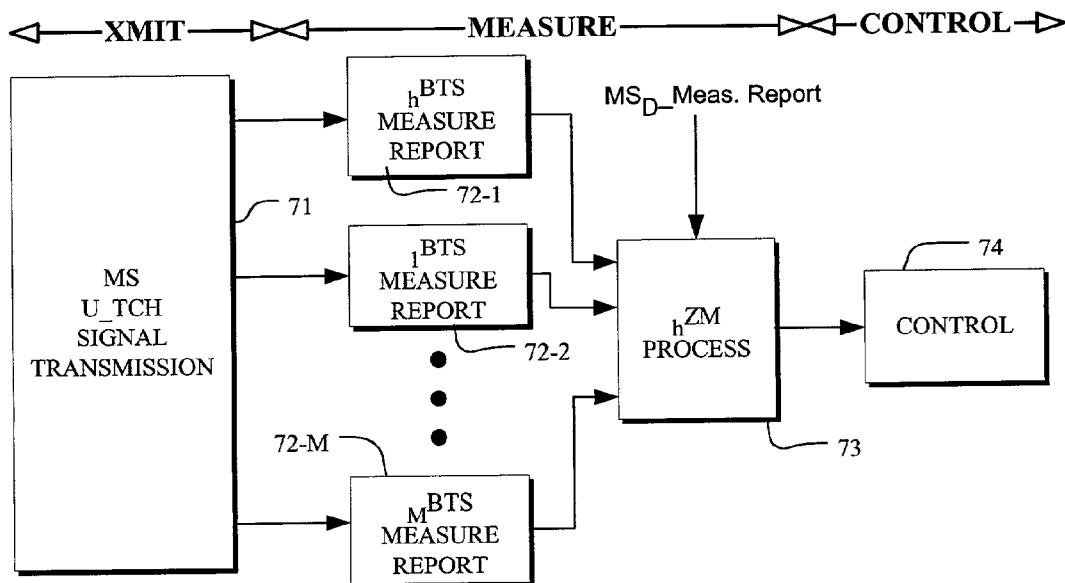 XMIT MEASURE CONTROL
hBTS
MEASURE
REPORT
72-1
MSD_Meas. Report
71
MS
U_TCH
SIGNAL
TRANSMISSION
1BTS
MEASURE
REPORT
72-2
hZM
PROCESS
73
74
CONTROL
72-M
MBTS
MEASURE
REPORT